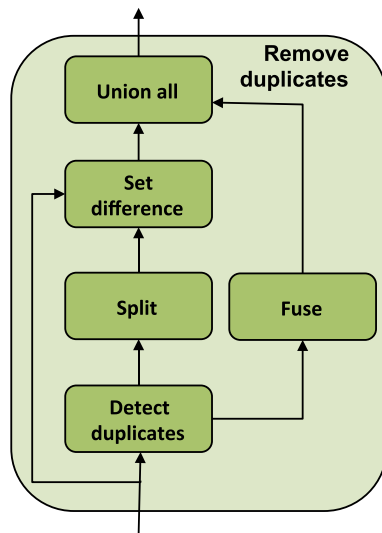 Remove
duplicates
Union all
Set
difference
Split
Fuse
Detect
duplicates